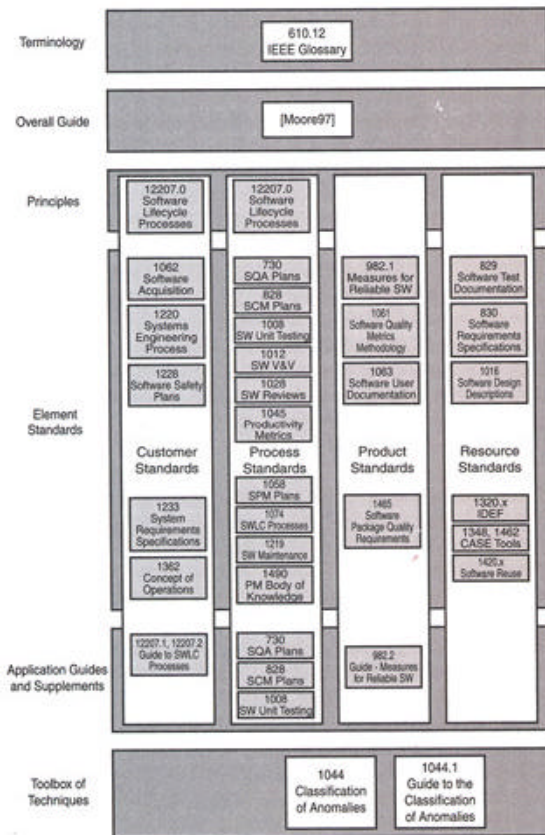 Terminology
610.12
IEEE Glossary
Overall Guide
[Moore97]
Principles
12207.0
Software
Lifecycle
Processes
12207.0
Software
Lifecycle
Processes
Element
Standards
1062
Software
Acquisition
1220
Systems
Engineering
Process
1228
Software Safety
Plans
Customer
Standards
1233
System
Requirements
Specifications
1362
Concept of
Operations
730
SQA Plans
828
SCM Plans
1008
SW Unit Testing
1012
SW V&V
1028
SW Reviews
1045
Productivity
Metrics
Process
Standards
1058
SPM Plans
1074
SWLC Processes
1219
SW Maintenance
1490
PM Body of
Knowledge
982.1
Measures for
Reliable SW
1061
Software Quality
Metrics
Methodology
1063
Software User
Documentation
Product
Standards
1465
Software
Package Quality
Requirements
829
Software Test
Documentation
830
Software
Requirements
Specifications
1016
Software Design
Descriptions
Resource
Standards
1320.x
IDEF
1348, 1462
CASE Tools
1420.x
Software Reuse
Application Guides
and Supplements
12207.1, 12207.2
Guide to SWLC
Processes
730
SQA Plans
828
SCM Plans
1008
SW Unit Testing
982.2
Guide - Measures
for Reliable SW
Toolbox of
Techniques
1044
Classification
of Anomalies
1044.1
Guide to the
Classification
of Anomalies